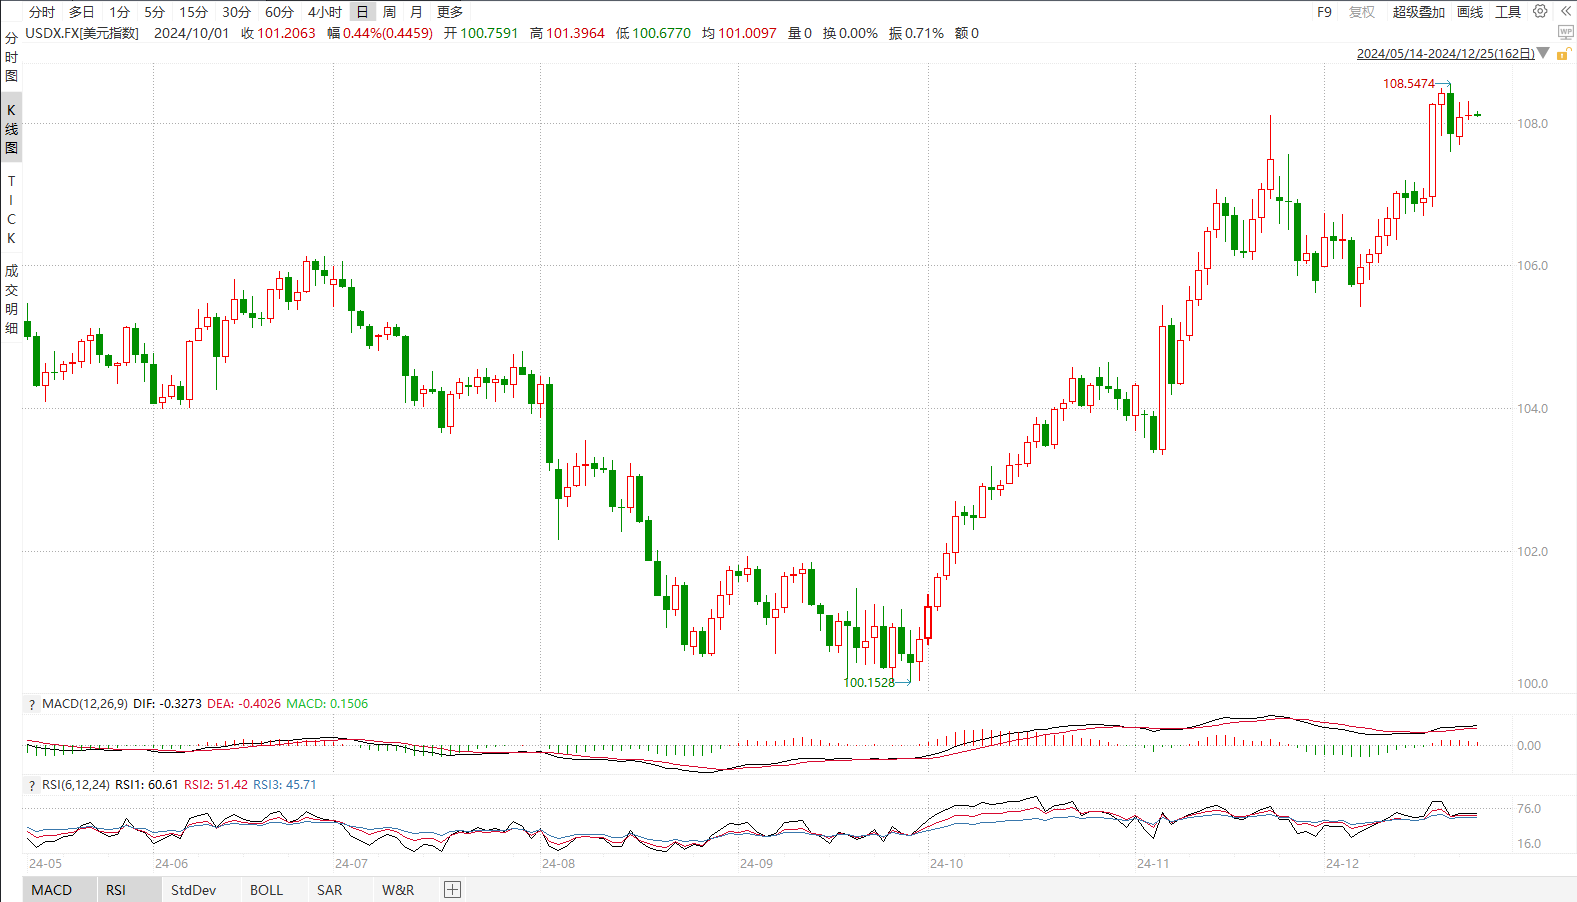 分时 多日 1分 5分 15分 30分 60分 4小时 日 周 月 更多 F9 复权 超级叠加 画线 工具
USDX.FX[美元指数] 2024/10/01 收 101.2063 幅 0.44%(0.4459) 开 100.7591 高 101.3964 低 100.6770 均 101.0097 量 0 换 0.00% 振 0.71% 额 0
WP
2024/05/14-2024/12/25(162日)
分时图
K线图
TICK
成交明细
108.5474
108.0
106.0
104.0
102.0
100.1528
100.0
? MACD(12,26,9) DIF: -0.3273 DEA: -0.4026 MACD: 0.1506
0.00
? RSI(6,12,24) RSI1: 60.61 RSI2: 51.42 RSI3: 45.71
76.0
16.0
24-05 24-06 24-07 24-08 24-09 24-10 24-11 24-12
MACD RSI StdDev BOLL SAR W&R